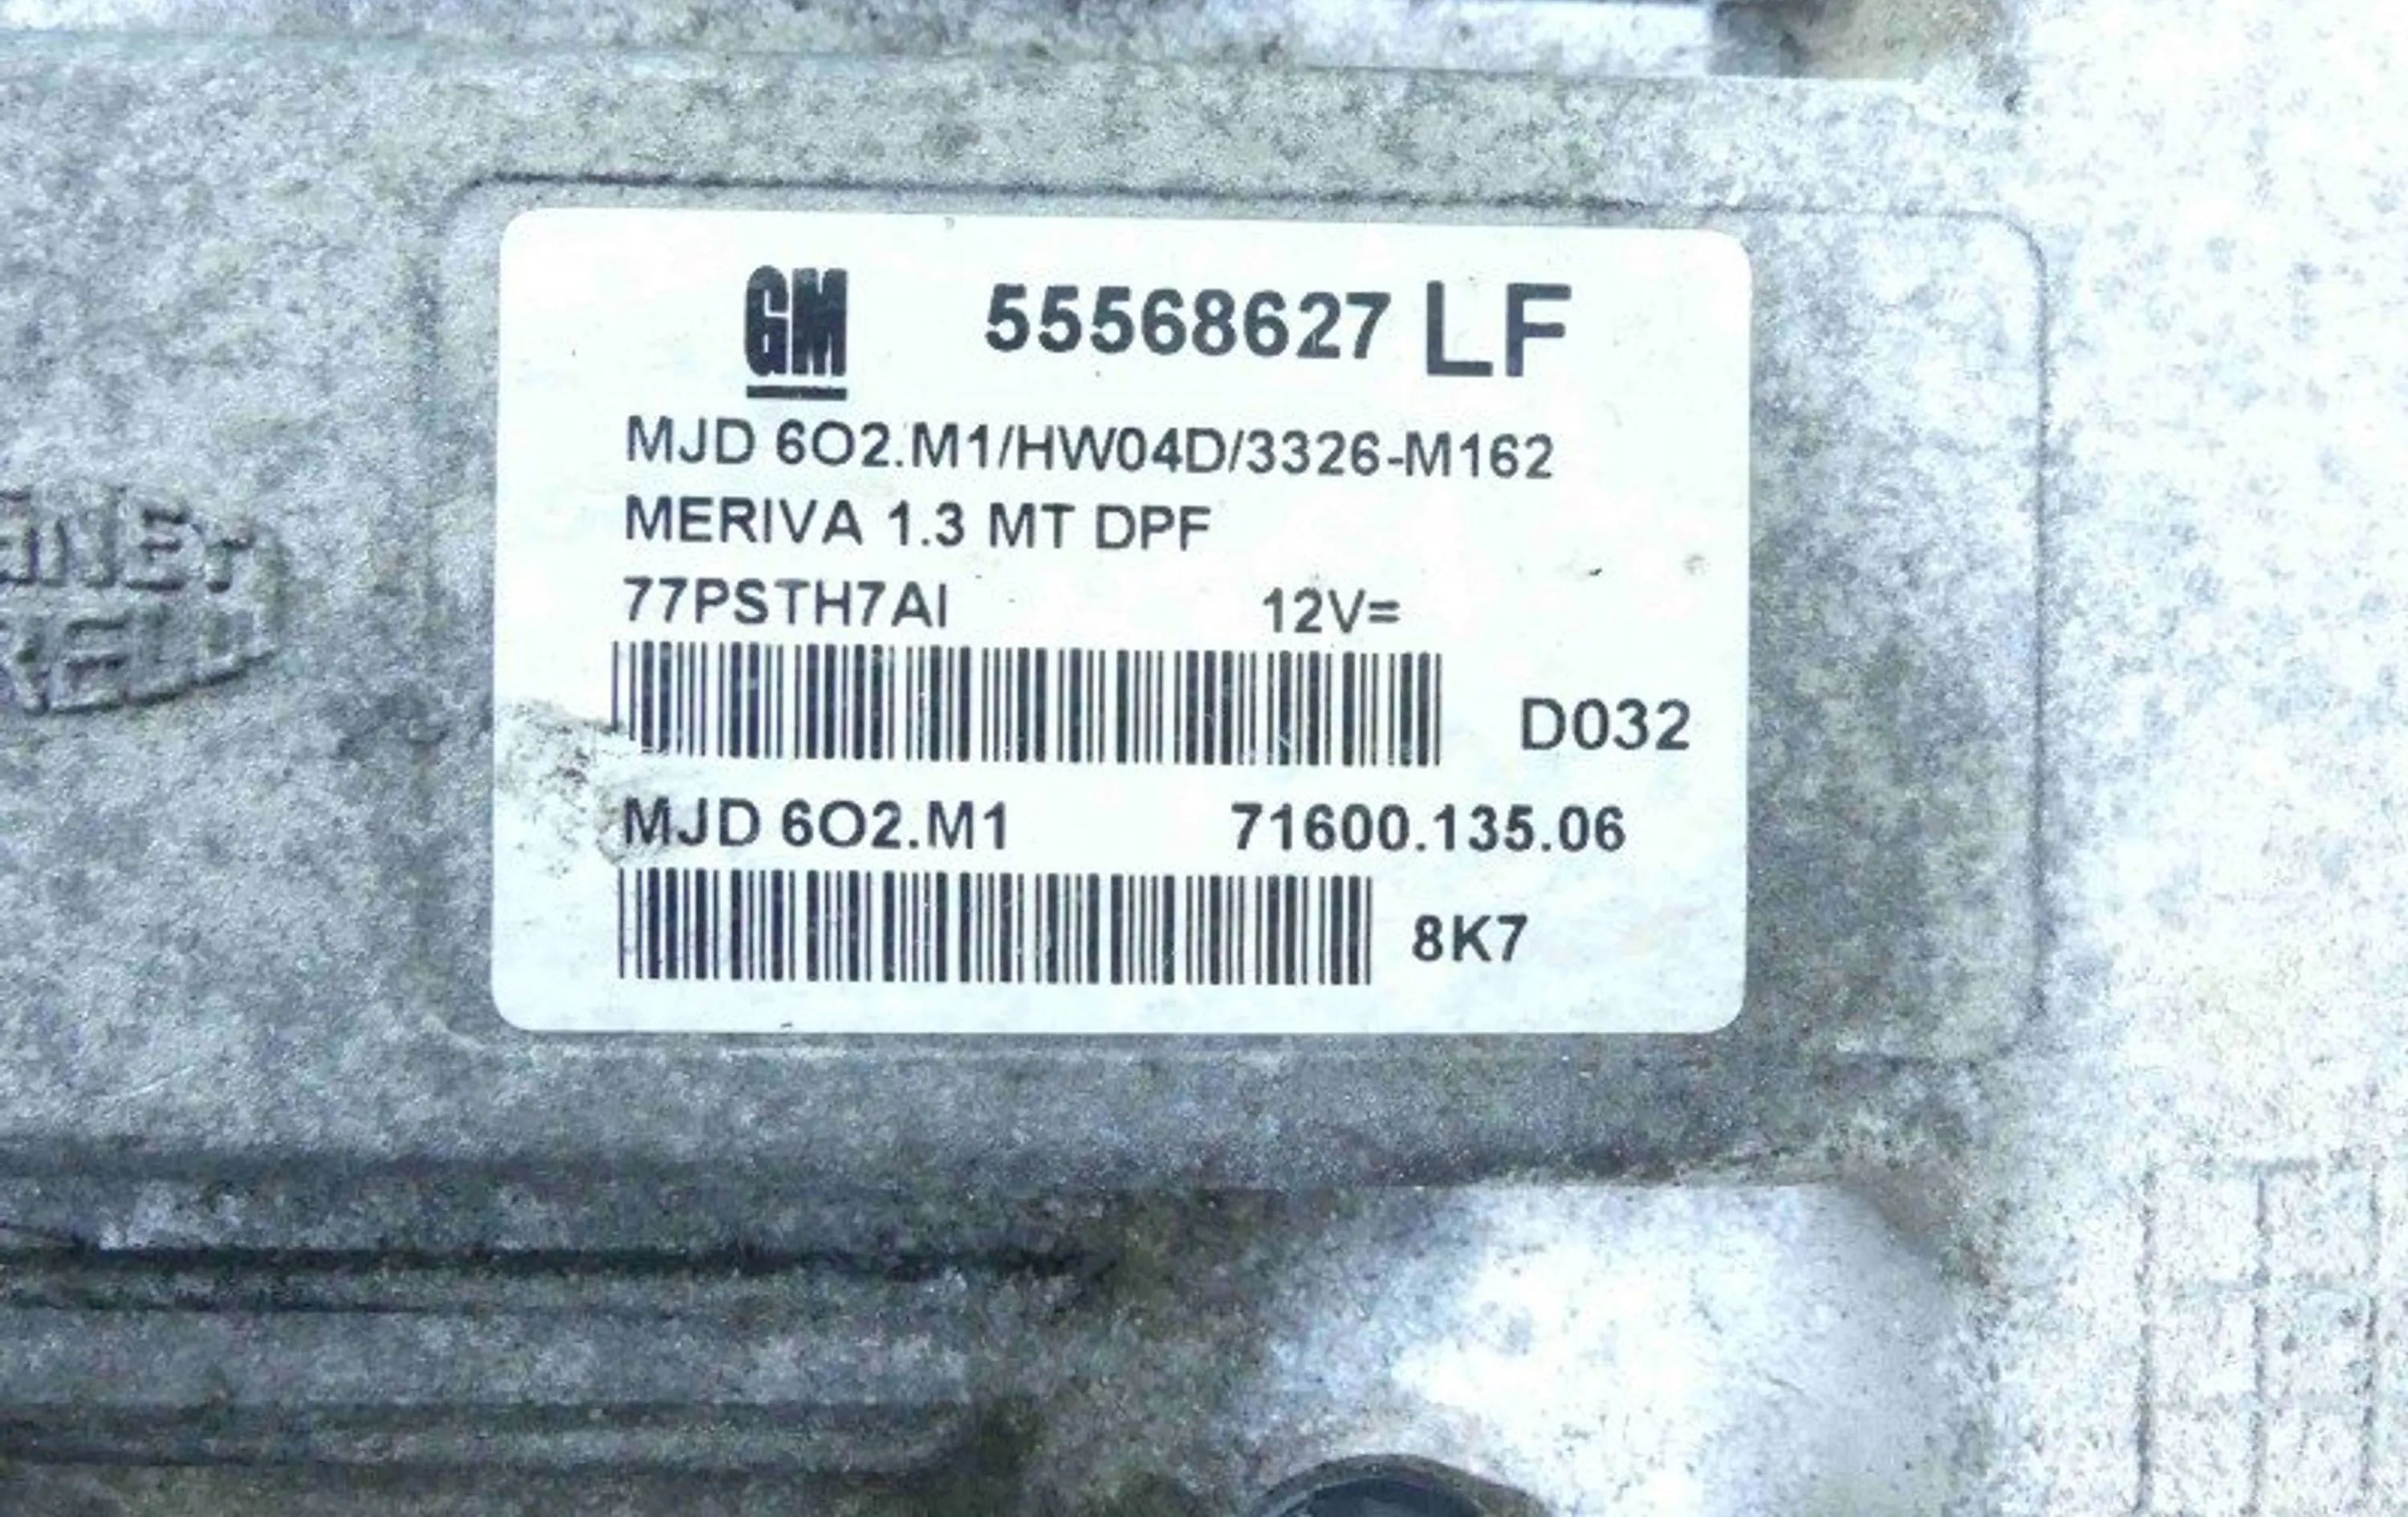 GM 55568627 LF
MJD 6O2.M1/HW04D/3326-M162
MERIVA 1.3 MT DPF
77PSTH7AI 12V=
D032
MJD 6O2.M1 71600.135.06
8K7